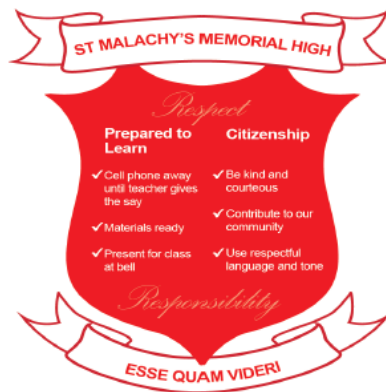 ST MALACHY'S MEMORIAL HIGH
Respect
Prepared to
Learn
✓ Cell phone away
until teacher gives
the say
✓ Materials ready
✓ Present for class
at bell
Citizenship
✓ Be kind and
courteous
✓ Contribute to our
community
✓ Use respectful
language and tone
Responsibility
ESSE QUAM VIDERI